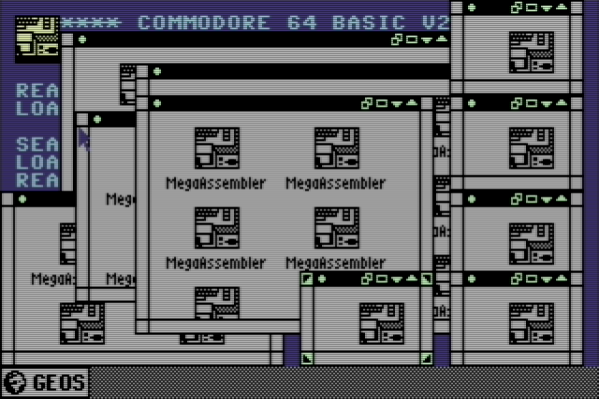 **** COMMODORE 64 BASIC V2
REA
LOA
SEA
LOA
REA
MegaAssembler MegaAssembler
Mega
MegaAssembler MegaAssembler
MegaA
Mega
GEOS